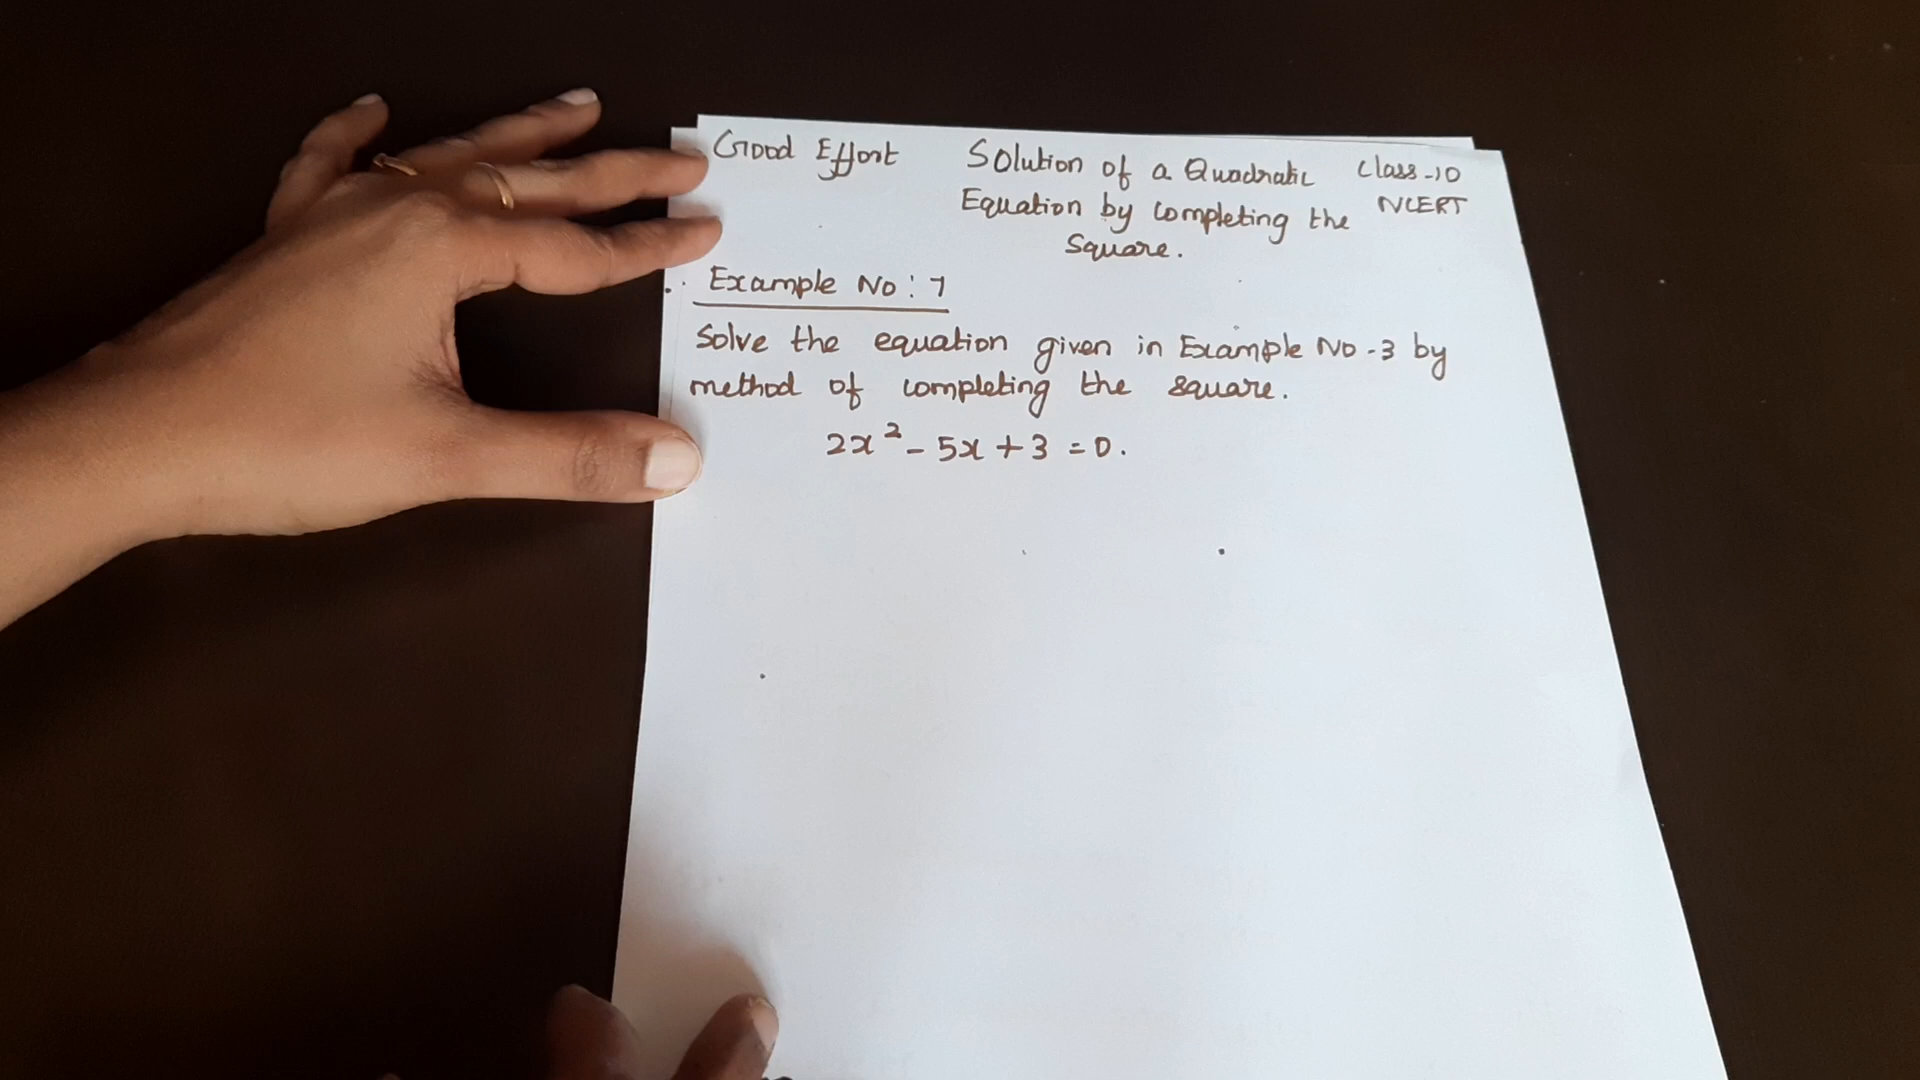 Good Effort
Solution of a Quadratic
Equation by completing the
Square.
Class-10
NCERT
Example No: 7
Solve the equation given in Example No-3 by
method of completing the square.
2x² - 5x + 3 = 0.